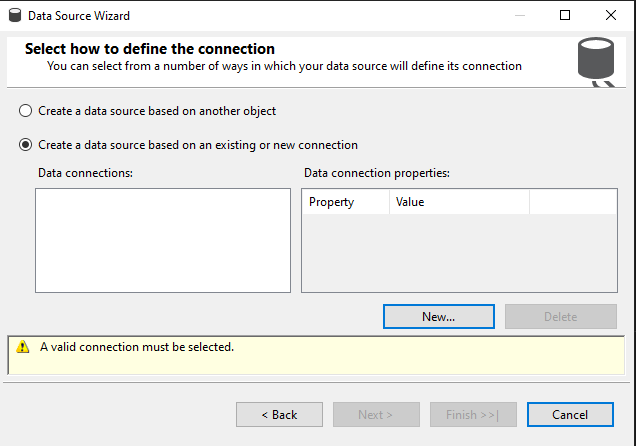 Data Source Wizard
Select how to define the connection
You can select from a number of ways in which your data source will define its connection
Create a data source based on another object
Create a data source based on an existing or new connection
Data connections:
Data connection properties:
Property
Value
New...
Delete
A valid connection must be selected.
< Back
Next >
Finish >>|
Cancel